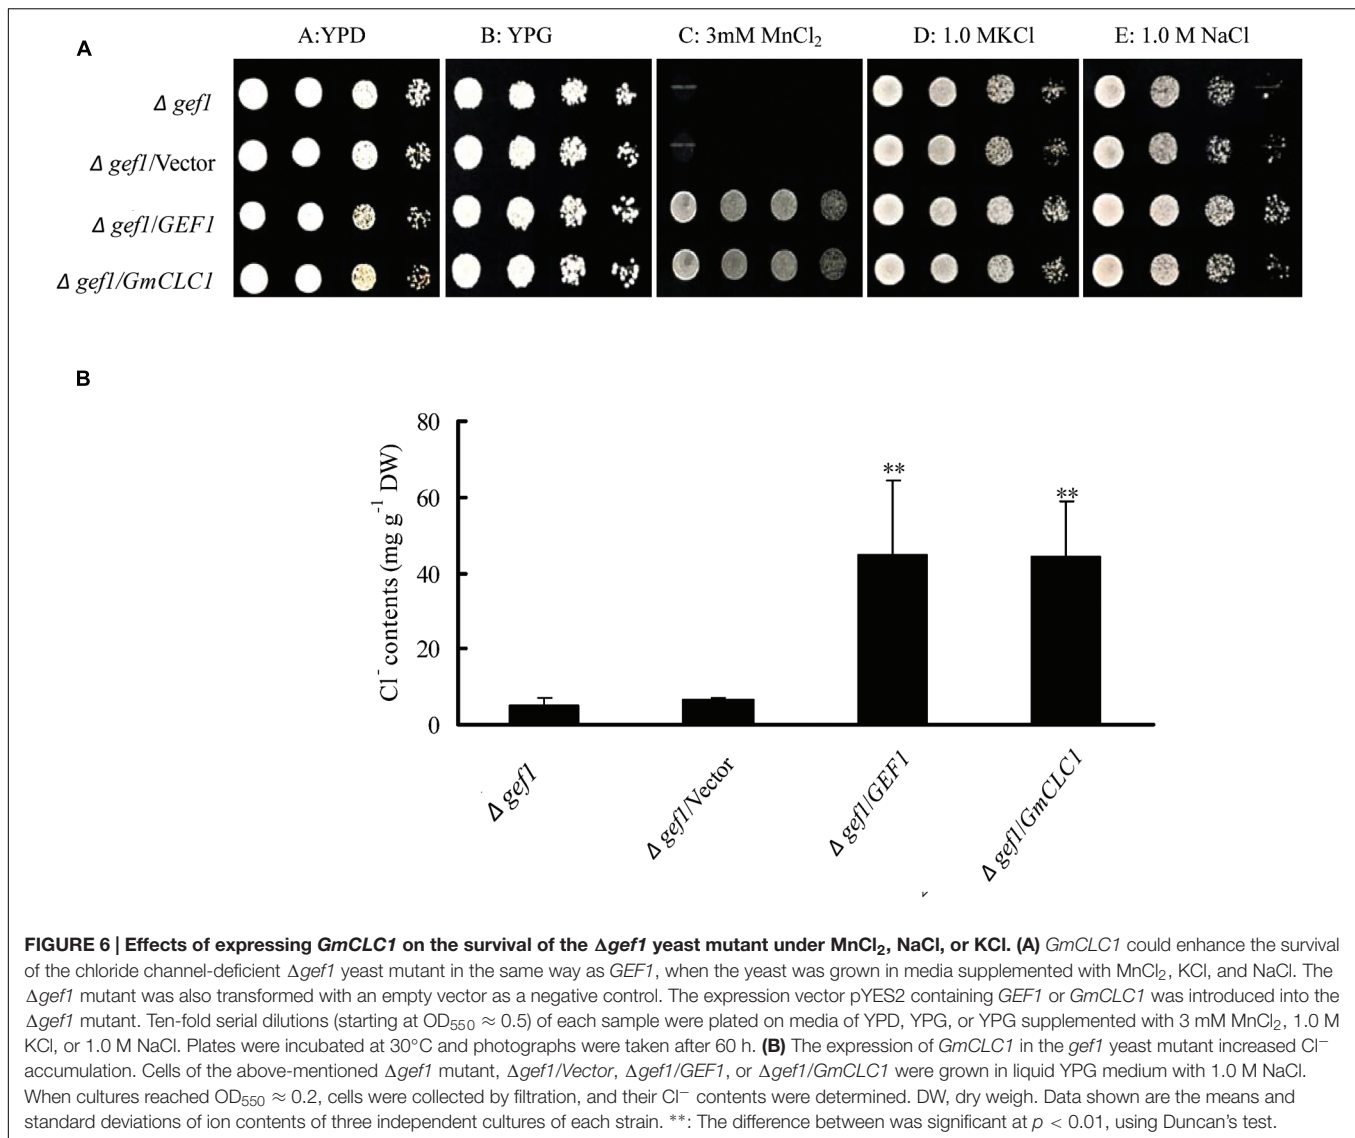 A
A:YPD B: YPG C: 3mM MnCl₂ D: 1.0 MKCl E: 1.0 M NaCl
Δ gef1
Δ gef1/Vector
Δ gef1/GEF1
Δ gef1/GmCLC1
B
Cl⁻ contents (mg g⁻¹ DW)
80
60
40
20
0
**
**
Δ gef1
Δ gef1/Vector
Δ gef1/GEF1
Δ gef1/GmCLC1
FIGURE 6 | Effects of expressing GmCLC1 on the survival of the Δgef1 yeast mutant under MnCl₂, NaCl, or KCl. (A) GmCLC1 could enhance the survival
of the chloride channel-deficient Δgef1 yeast mutant in the same way as GEF1, when the yeast was grown in media supplemented with MnCl₂, KCl, and NaCl. The
Δgef1 mutant was also transformed with an empty vector as a negative control. The expression vector pYES2 containing GEF1 or GmCLC1 was introduced into the
Δgef1 mutant. Ten-fold serial dilutions (starting at OD₅₅₀ ≈ 0.5) of each sample were plated on media of YPD, YPG, or YPG supplemented with 3 mM MnCl₂, 1.0 M
KCl, or 1.0 M NaCl. Plates were incubated at 30°C and photographs were taken after 60 h. (B) The expression of GmCLC1 in the gef1 yeast mutant increased Cl⁻
accumulation. Cells of the above-mentioned Δgef1 mutant, Δgef1/Vector, Δgef1/GEF1, or Δgef1/GmCLC1 were grown in liquid YPG medium with 1.0 M NaCl.
When cultures reached OD₅₅₀ ≈ 0.2, cells were collected by filtration, and their Cl⁻ contents were determined. DW, dry weigh. Data shown are the means and
standard deviations of ion contents of three independent cultures of each strain. **: The difference between was significant at p < 0.01, using Duncan's test.